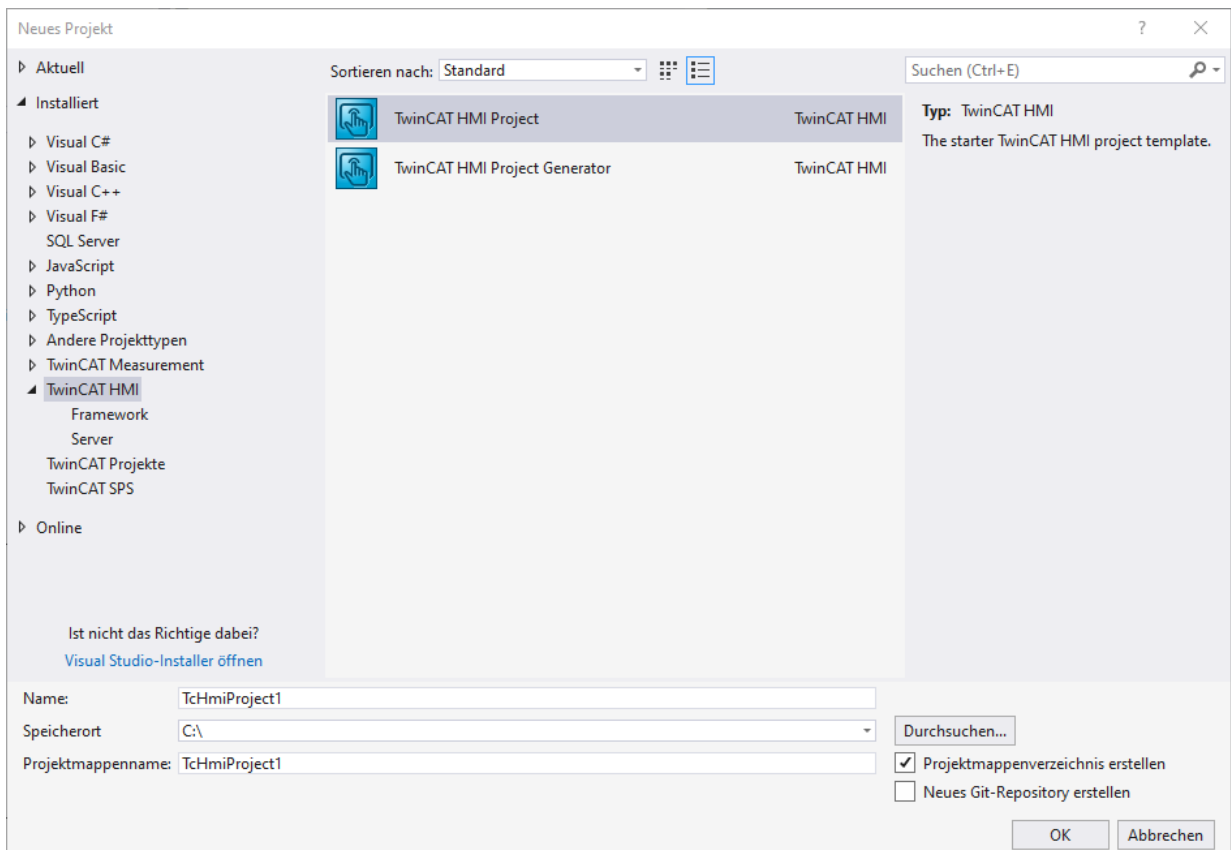 Neues Projekt
?
Aktuell
Installiert
Visual C#
Visual Basic
Visual C++
Visual F#
SQL Server
JavaScript
Python
TypeScript
Andere Projekttypen
TwinCAT Measurement
TwinCAT HMI
Framework
Server
TwinCAT Projekte
TwinCAT SPS
Online
Ist nicht das Richtige dabei?
Visual Studio-Installer öffnen
Sortieren nach: Standard
TwinCAT HMI Project TwinCAT HMI
TwinCAT HMI Project Generator TwinCAT HMI
Suchen (Ctrl+E)
Typ: TwinCAT HMI
The starter TwinCAT HMI project template.
Name: TcHmiProject1
Speicherort C:\ Durchsuchen...
Projektmappenname: TcHmiProject1
Projektmappenverzeichnis erstellen
Neues Git-Repository erstellen
OK Abbrechen